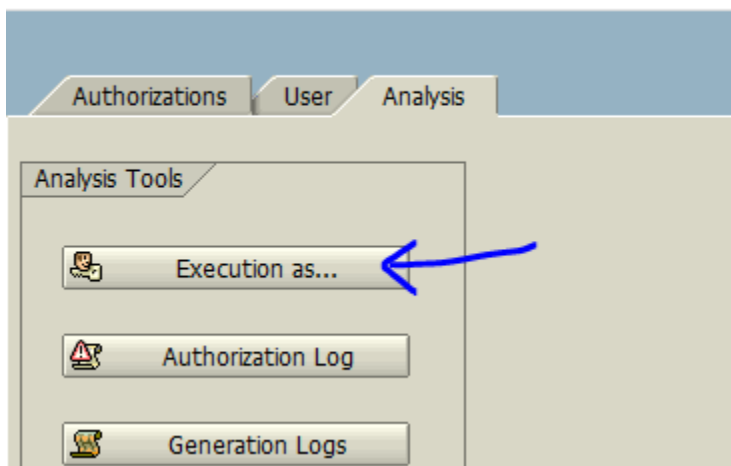 Authorizations User Analysis
Analysis Tools
Execution as...
Authorization Log
Generation Logs